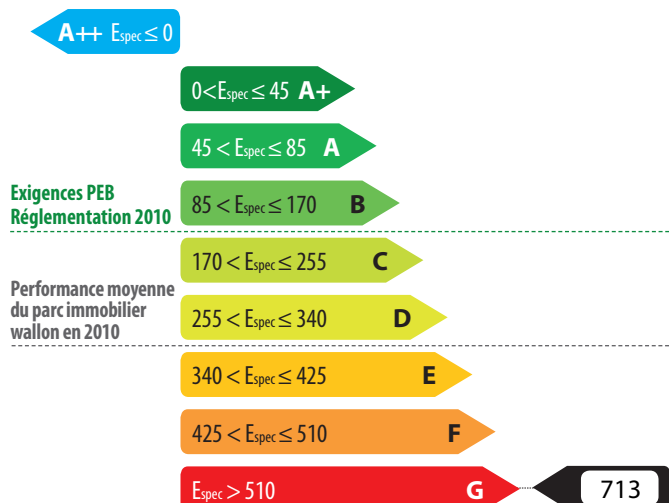 A++ Espec ≤ 0
0<Espec ≤ 45 A+
45 < Espec ≤ 85 A
Exigences PEB
Réglementation 2010
85 < Espec ≤ 170 B
170 < Espec ≤ 255 C
Performance moyenne
du parc immobilier
wallon en 2010
255 < Espec ≤ 340 D
340 < Espec ≤ 425 E
425 < Espec ≤ 510 F
Espec > 510 G
713